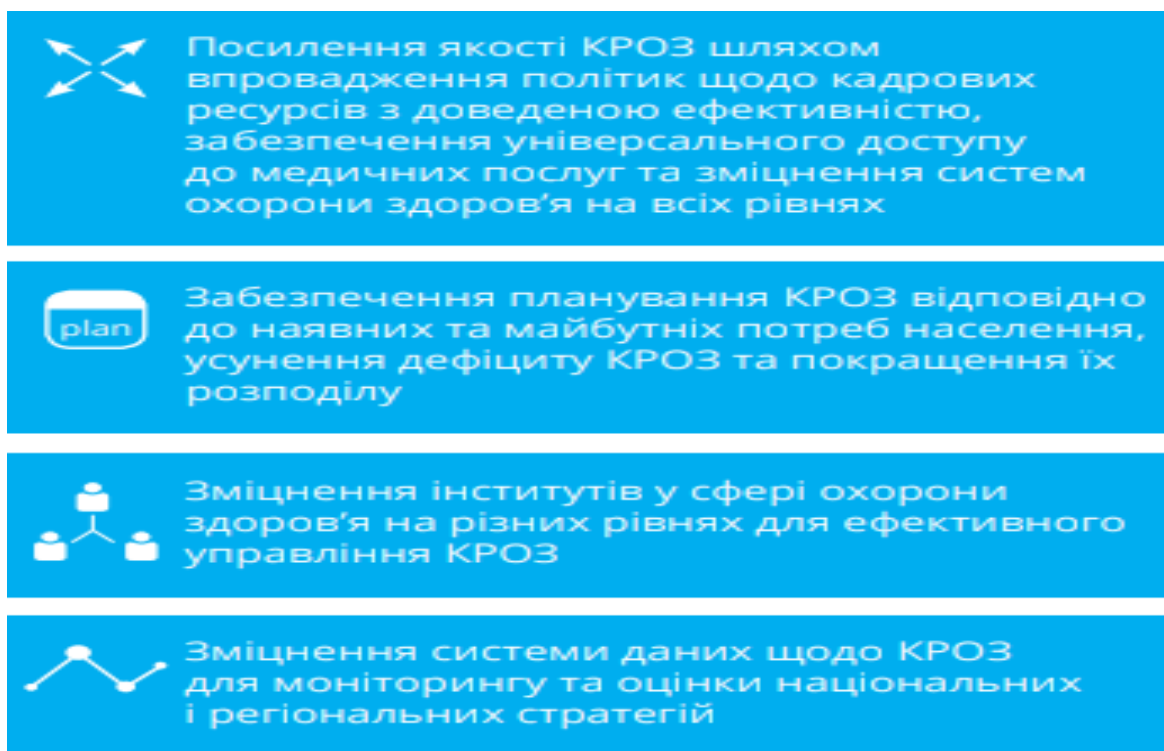 Посилення якості КРОЗ шляхом
впровадження політик щодо кадрових
ресурсів з доведеною ефективністю,
забезпечення універсального доступу
до медичних послуг та зміцнення систем
охорони здоров’я на всіх рівнях
plan
Забезпечення планування КРОЗ відповідно
до наявних та майбутніх потреб населення,
усунення дефіциту КРОЗ та покращення їх
розподілу
Зміцнення інститутів у сфері охорони
здоров’я на різних рівнях для ефективного
управління КРОЗ
Зміцнення системи даних щодо КРОЗ
для моніторингу та оцінки національних
і регіональних стратегій